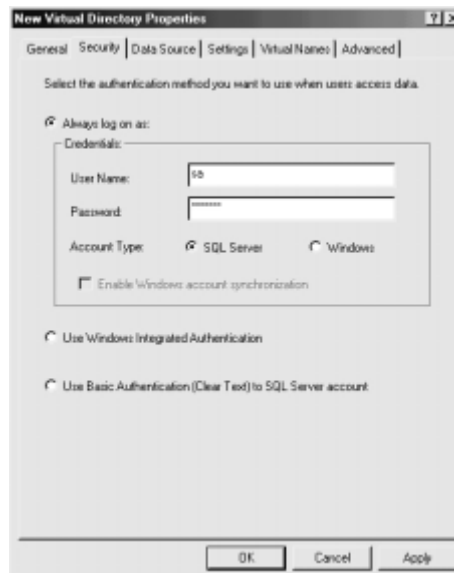 New Virtual Directory Properties
General Security Data Source Settings Virtual Names Advanced
Select the authentication method you want to use when users access data.
Always log on as:
Credentials:
User Name: sa
Password:
Account Type: SQL Server Windows
Enable Windows account synchronization
Use Windows Integrated Authentication
Use Basic Authentication (Clear Text) to SQL Server account
OK Cancel Apply